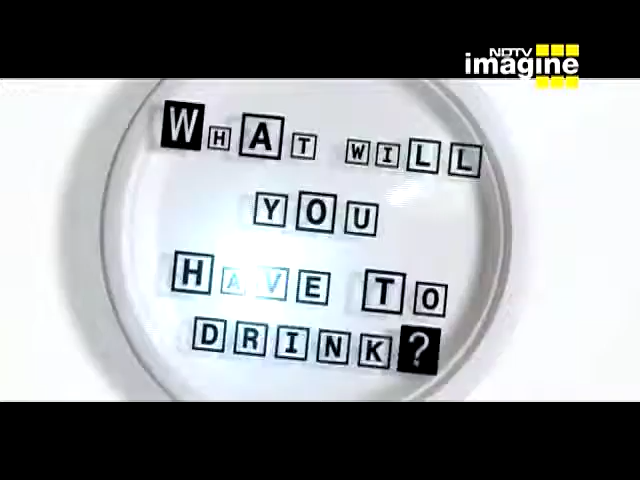 NDTV
imagine
WHAT WILL
YOU
HAVE TO
DRINK?